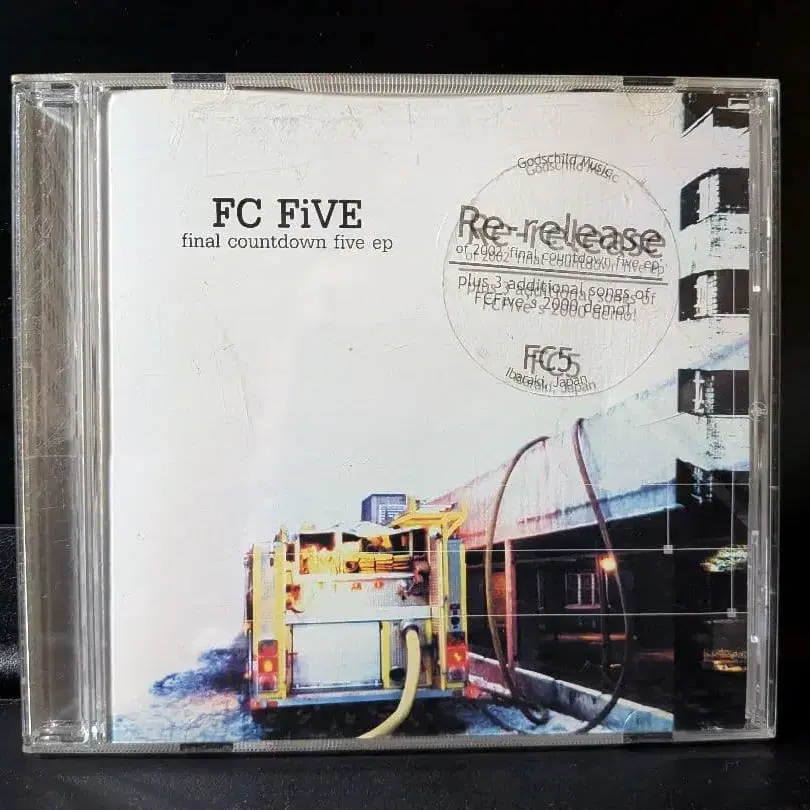 FC FiVE
final countdown five ep
Godschild Music
Re-release
of 2002 final countdown five ep
plus 3 additional songs of
FCFive's 2000 demo!
FC5
Ibaraki, Japan